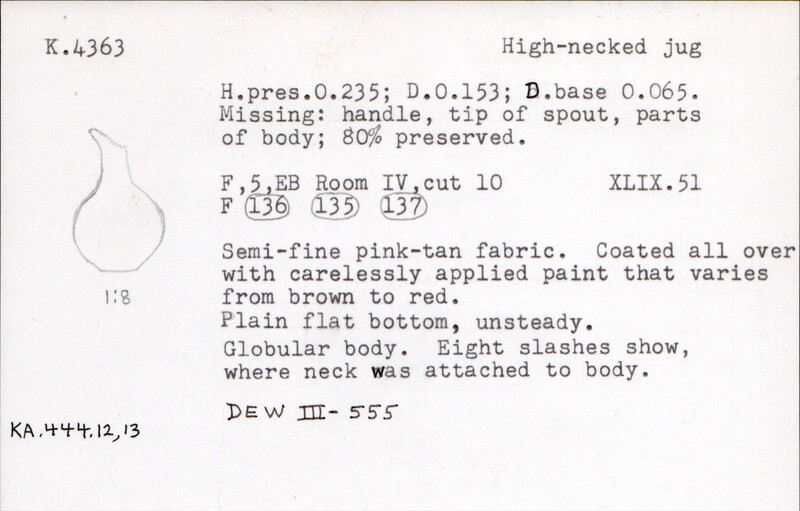 K.4363
High-necked jug
H.pres.0.235; D.0.153; D.base 0.065.
Missing: handle, tip of spout, parts
of body; 80% preserved.
F,5,EB Room IV,cut 10 XLIX.51
F 136 135 137
Semi-fine pink-tan fabric. Coated all over
with carelessly applied paint that varies
from brown to red.
Plain flat bottom, unsteady.
Globular body. Eight slashes show,
where neck was attached to body.
1:8
DEW III-555
KA.444.12,13